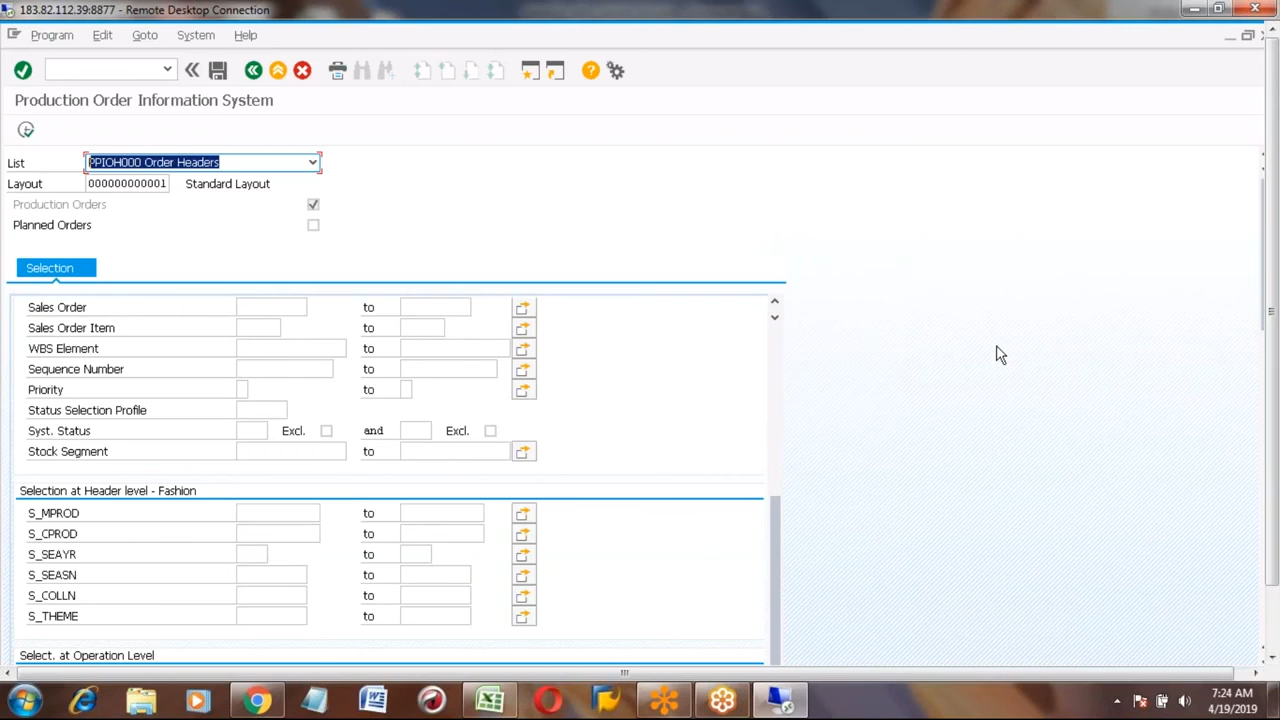 183.82.112.39:8877 - Remote Desktop Connection
Program Edit Goto System Help
Production Order Information System
List PPIOH000 Order Headers
Layout 000000000001 Standard Layout
Production Orders
Planned Orders
Selection
Sales Order to
Sales Order Item to
WBS Element to
Sequence Number to
Priority to
Status Selection Profile
Syst. Status Excl. and Excl.
Stock Segment to
Selection at Header level - Fashion
S_MPROD to
S_CPROD to
S_SEAYR to
S_SEASN to
S_COLLN to
S_THEME to
Select. at Operation Level
7:24 AM
4/19/2019